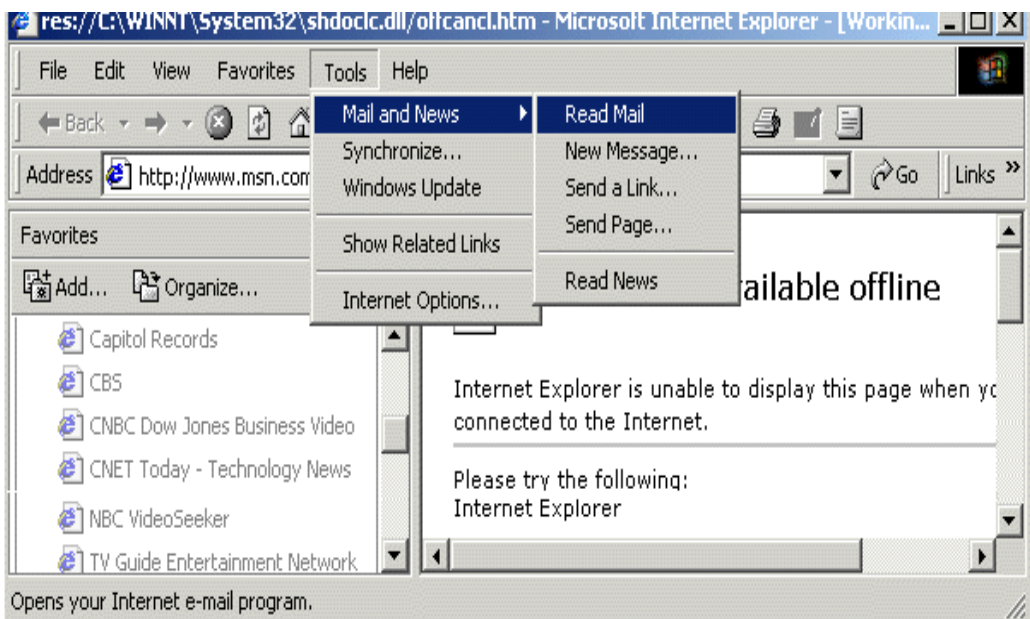 res://C:\WINNT\System32\shdoclc.dll/offcancl.htm - Microsoft Internet Explorer - [Workin...
File Edit View Favorites Tools Help
Back
Address http://www.msn.com Go Links »
Mail and News
Synchronize...
Windows Update
Show Related Links
Internet Options...
Read Mail
New Message...
Send a Link...
Send Page...
Read News
Favorites
Add... Organize...
Capitol Records
CBS
CNBC Dow Jones Business Video
CNET Today - Technology News
NBC VideoSeeker
TV Guide Entertainment Network
ailable offline
Internet Explorer is unable to display this page when yo
connected to the Internet.
Please try the following:
Internet Explorer
Opens your Internet e-mail program.